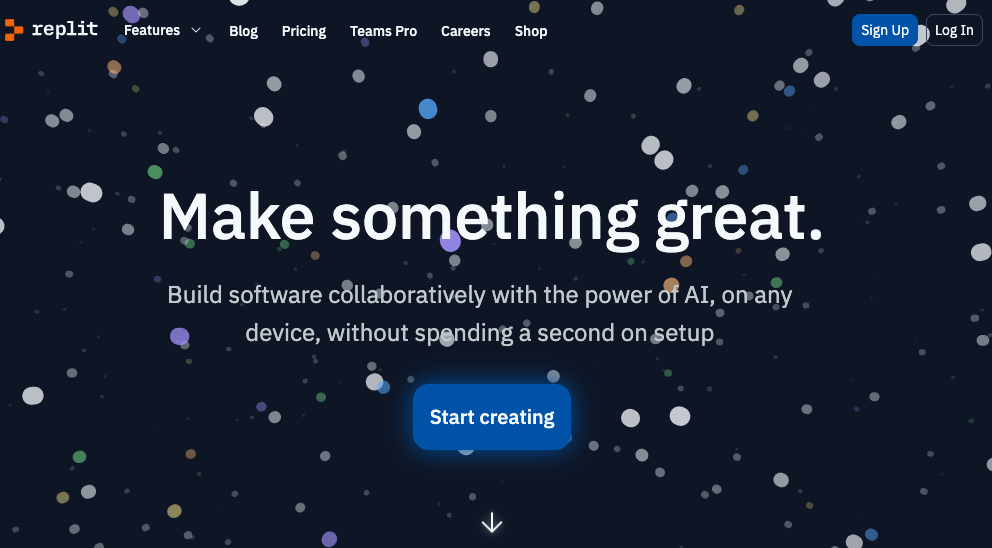 replit
Features Blog Pricing Teams Pro Careers Shop Sign Up Log In
Make something great.
Build software collaboratively with the power of AI, on any
device, without spending a second on setup
Start creating